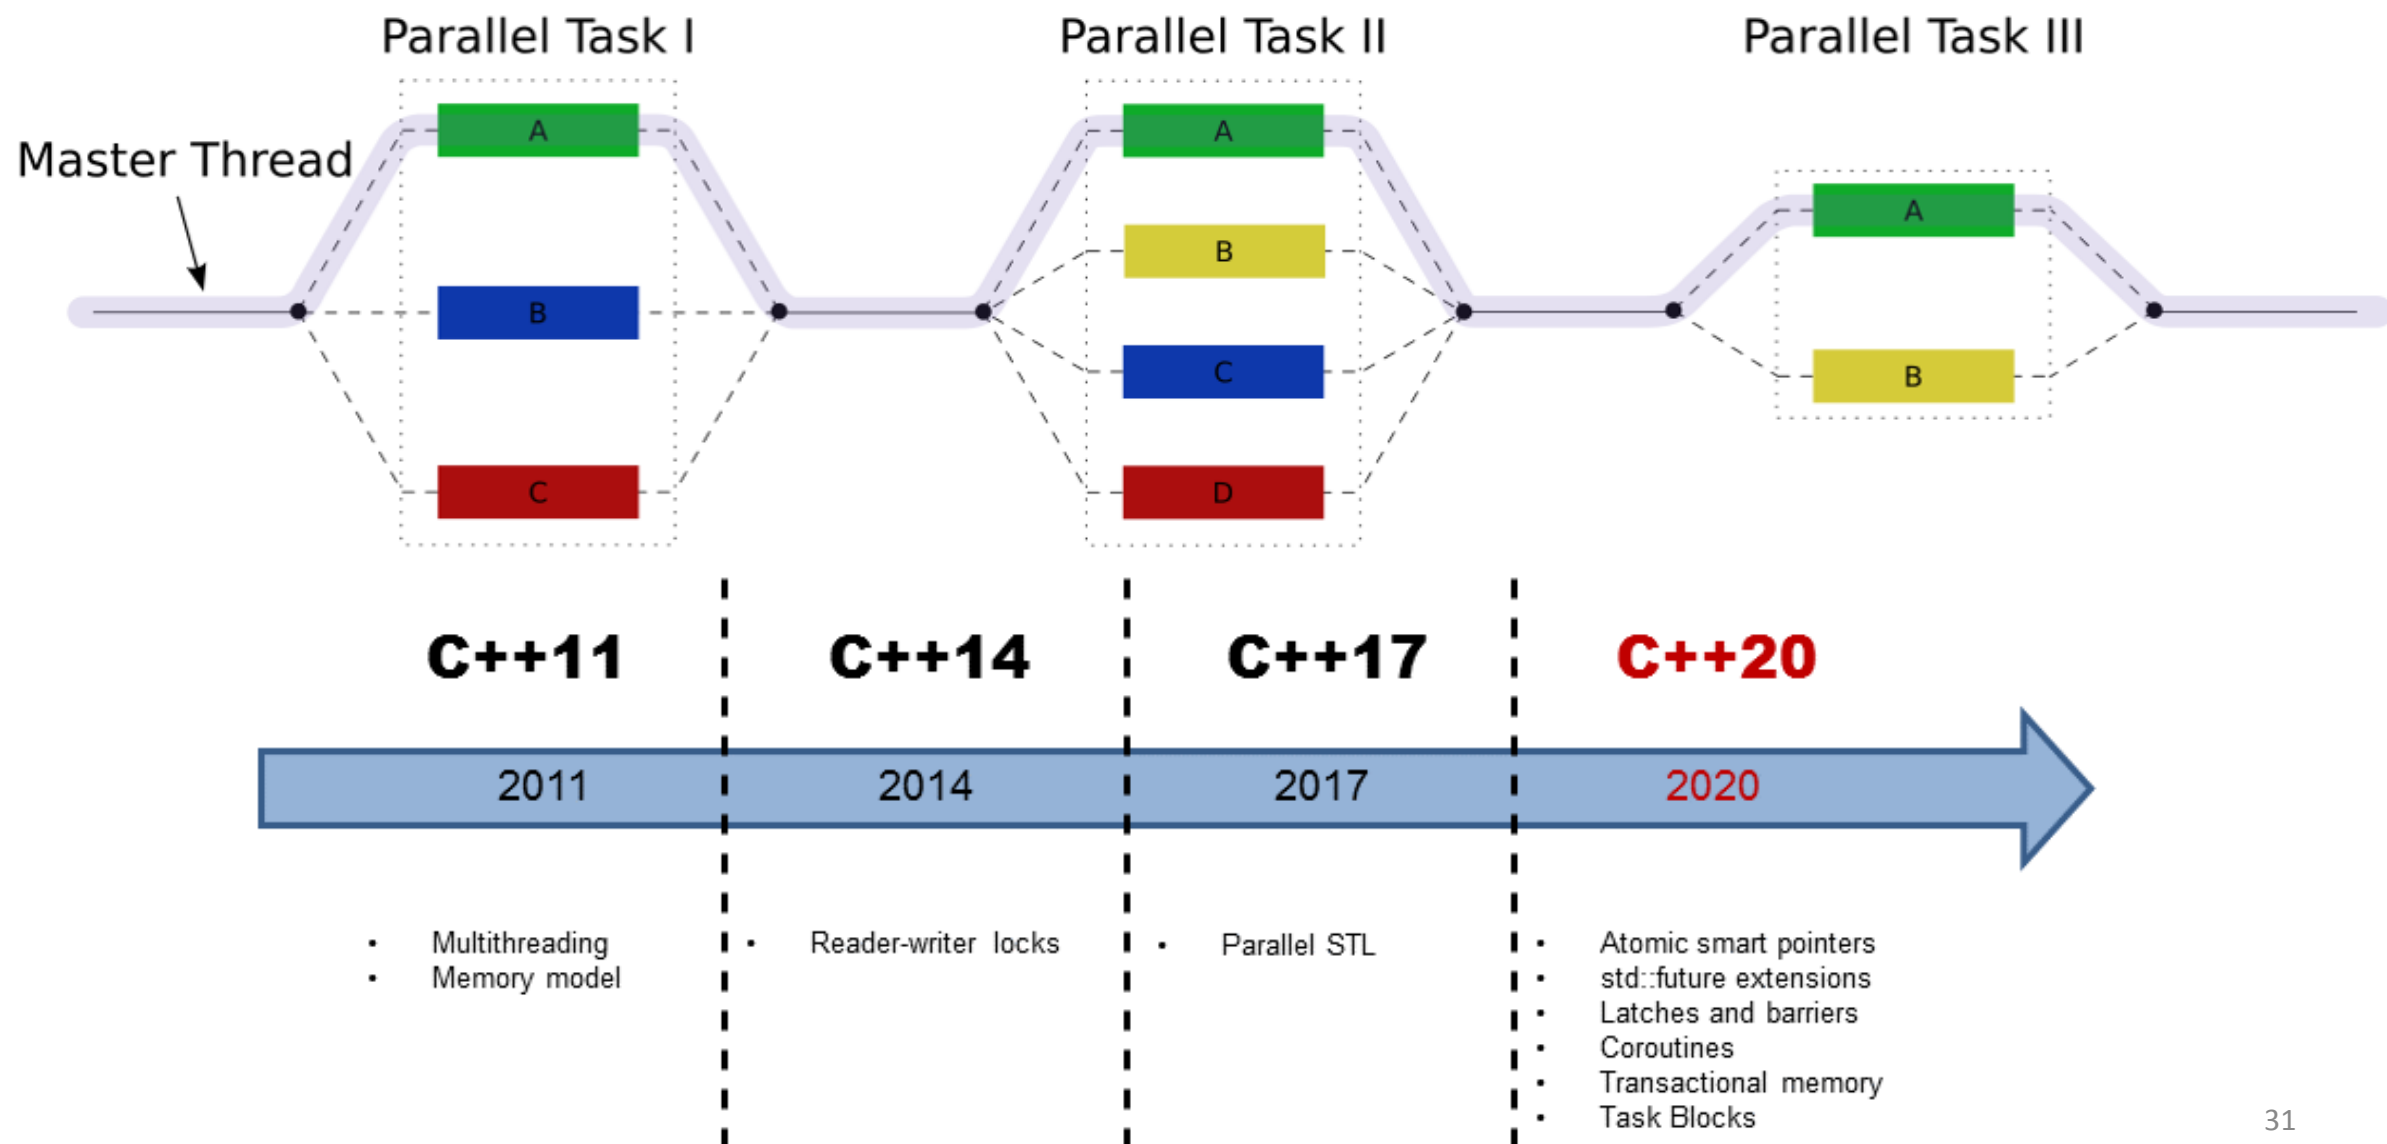 Parallel Task I
Parallel Task II
Parallel Task III
Master Thread
A
B
C
A
B
C
D
A
B
C++11
C++14
C++17
C++20
2011
2014
2017
2020
• Multithreading
• Memory model
• Reader-writer locks
• Parallel STL
• Atomic smart pointers
• std::future extensions
• Latches and barriers
• Coroutines
• Transactional memory
• Task Blocks
31